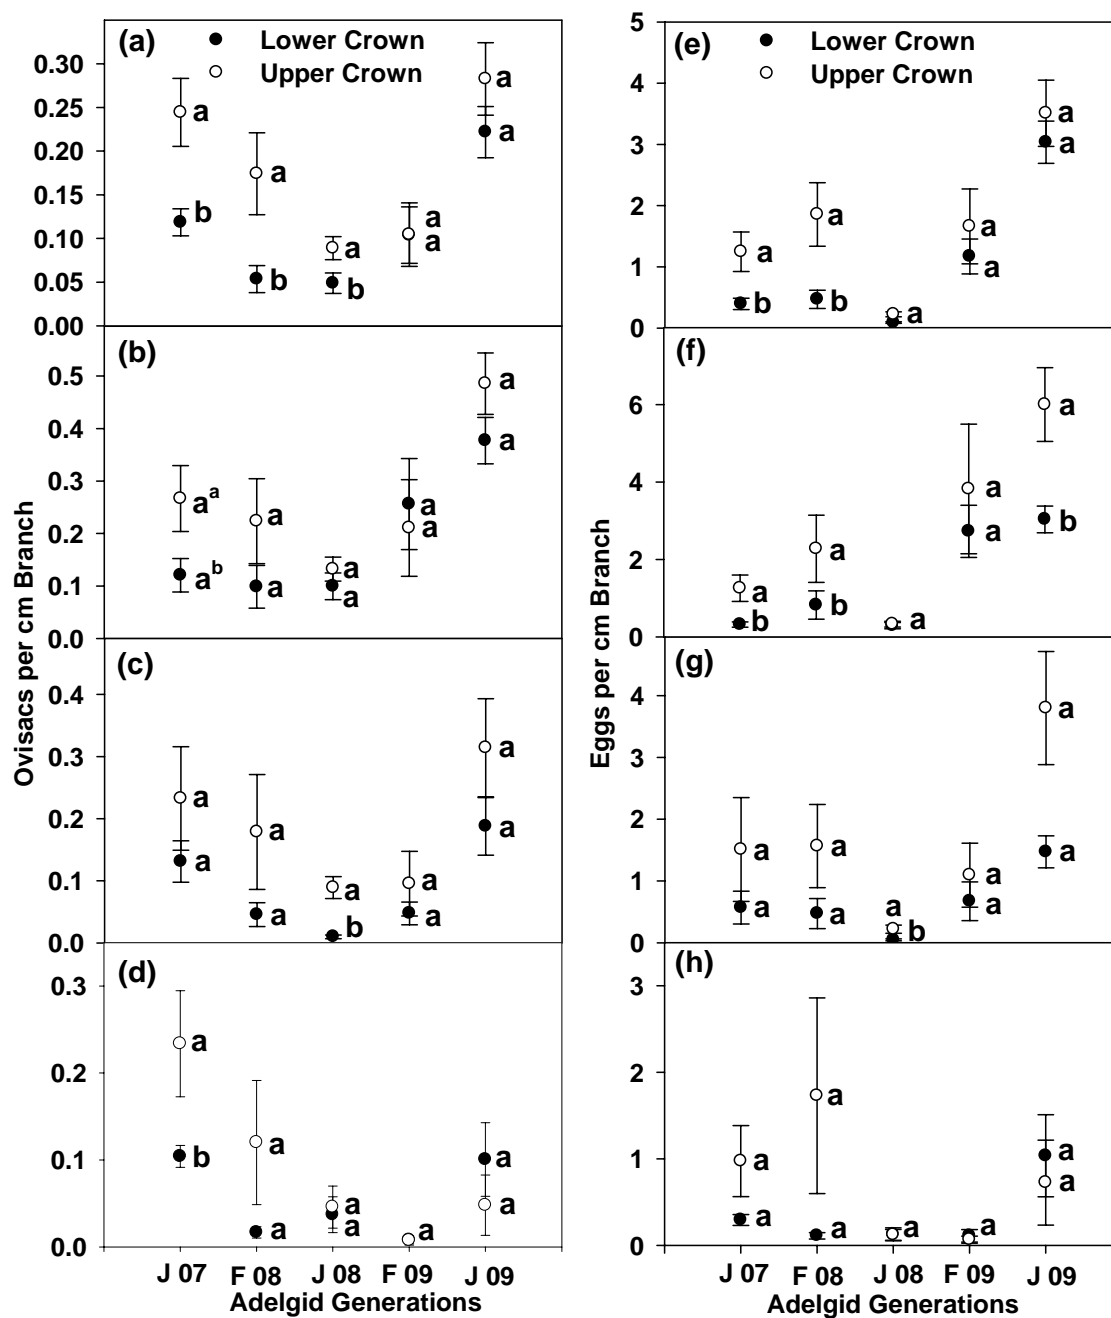 (a)
Lower Crown
Upper Crown
0.30
0.25
0.20
0.15
0.10
0.05
0.00
a
b
a
b
a
b
a
a
a
a
(b)
0.5
0.4
0.3
0.2
0.1
0.0
aᵃ
aᵇ
a
a
a
a
a
a
a
a
(c)
0.4
0.3
0.2
0.1
0.0
a
a
a
a
a
b
a
a
a
a
(d)
0.3
0.2
0.1
0.0
a
b
a
a
a
a
a
a
a
J 07 F 08 J 08 F 09 J 09
Adelgid Generations
Ovisacs per cm Branch
(e)
Lower Crown
Upper Crown
5
4
3
2
1
0
a
b
a
b
a
a
a
a
a
(f)
6
4
2
0
a
b
a
b
a
a
a
a
b
(g)
4
3
2
1
0
a
a
a
a
a
b
a
a
a
a
(h)
3
2
1
0
a
a
a
a
a
a
a
a
J 07 F 08 J 08 F 09 J 09
Adelgid Generations
Eggs per cm Branch